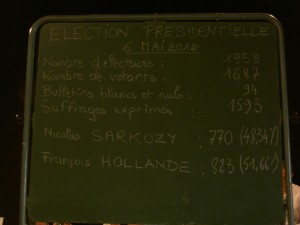 ELECTION PRESIDENTIELLE
6 MAI 2012
Nombre d'électeurs : 1958
Nombre de votants : 1687
Bulletins blancs et nuls : 94
Suffrages exprimés : 1593
Nicolas SARKOZY : 770 (48,34%)
François HOLLANDE : 823 (51,66%)